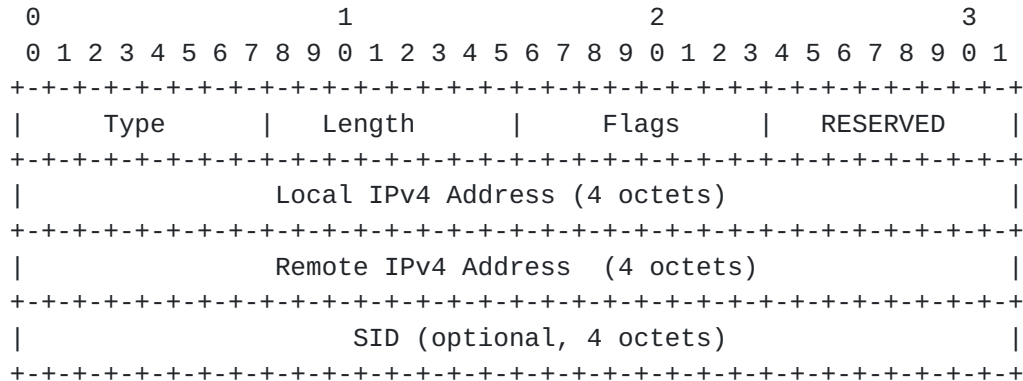 0                   1                   2                   3
 0 1 2 3 4 5 6 7 8 9 0 1 2 3 4 5 6 7 8 9 0 1 2 3 4 5 6 7 8 9 0 1
+-+-+-+-+-+-+-+-+-+-+-+-+-+-+-+-+-+-+-+-+-+-+-+-+-+-+-+-+-+-+-+-+
|     Type      |   Length      |     Flags     |   RESERVED    |
+-+-+-+-+-+-+-+-+-+-+-+-+-+-+-+-+-+-+-+-+-+-+-+-+-+-+-+-+-+-+-+-+
|                Local IPv4 Address (4 octets)                  |
+-+-+-+-+-+-+-+-+-+-+-+-+-+-+-+-+-+-+-+-+-+-+-+-+-+-+-+-+-+-+-+-+
|                Remote IPv4 Address  (4 octets)                |
+-+-+-+-+-+-+-+-+-+-+-+-+-+-+-+-+-+-+-+-+-+-+-+-+-+-+-+-+-+-+-+-+
|                     SID (optional, 4 octets)                  |
+-+-+-+-+-+-+-+-+-+-+-+-+-+-+-+-+-+-+-+-+-+-+-+-+-+-+-+-+-+-+-+-+